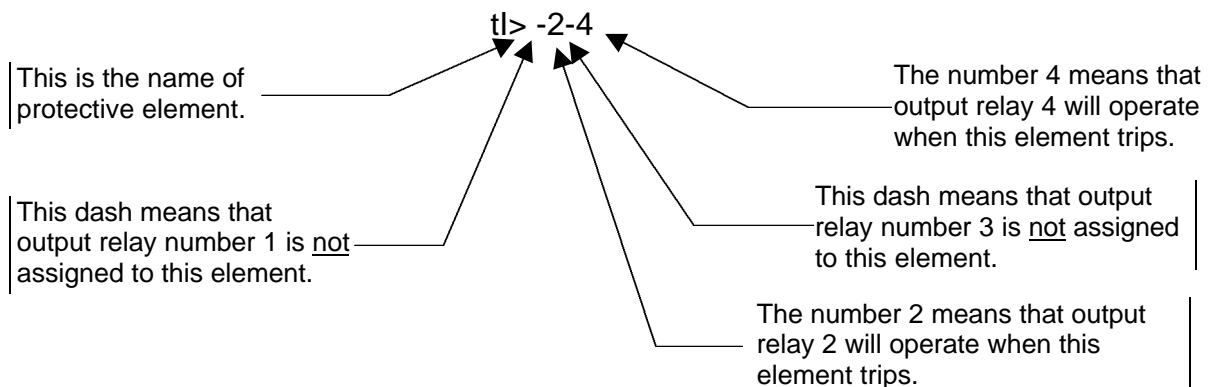 tI> -2-4
This is the name of
protective element.
The number 4 means that
output relay 4 will operate
when this element trips.
This dash means that
output relay number 1 is not
assigned to this element.
This dash means that output
relay number 3 is not assigned
to this element.
The number 2 means that output
relay 2 will operate when this
element trips.